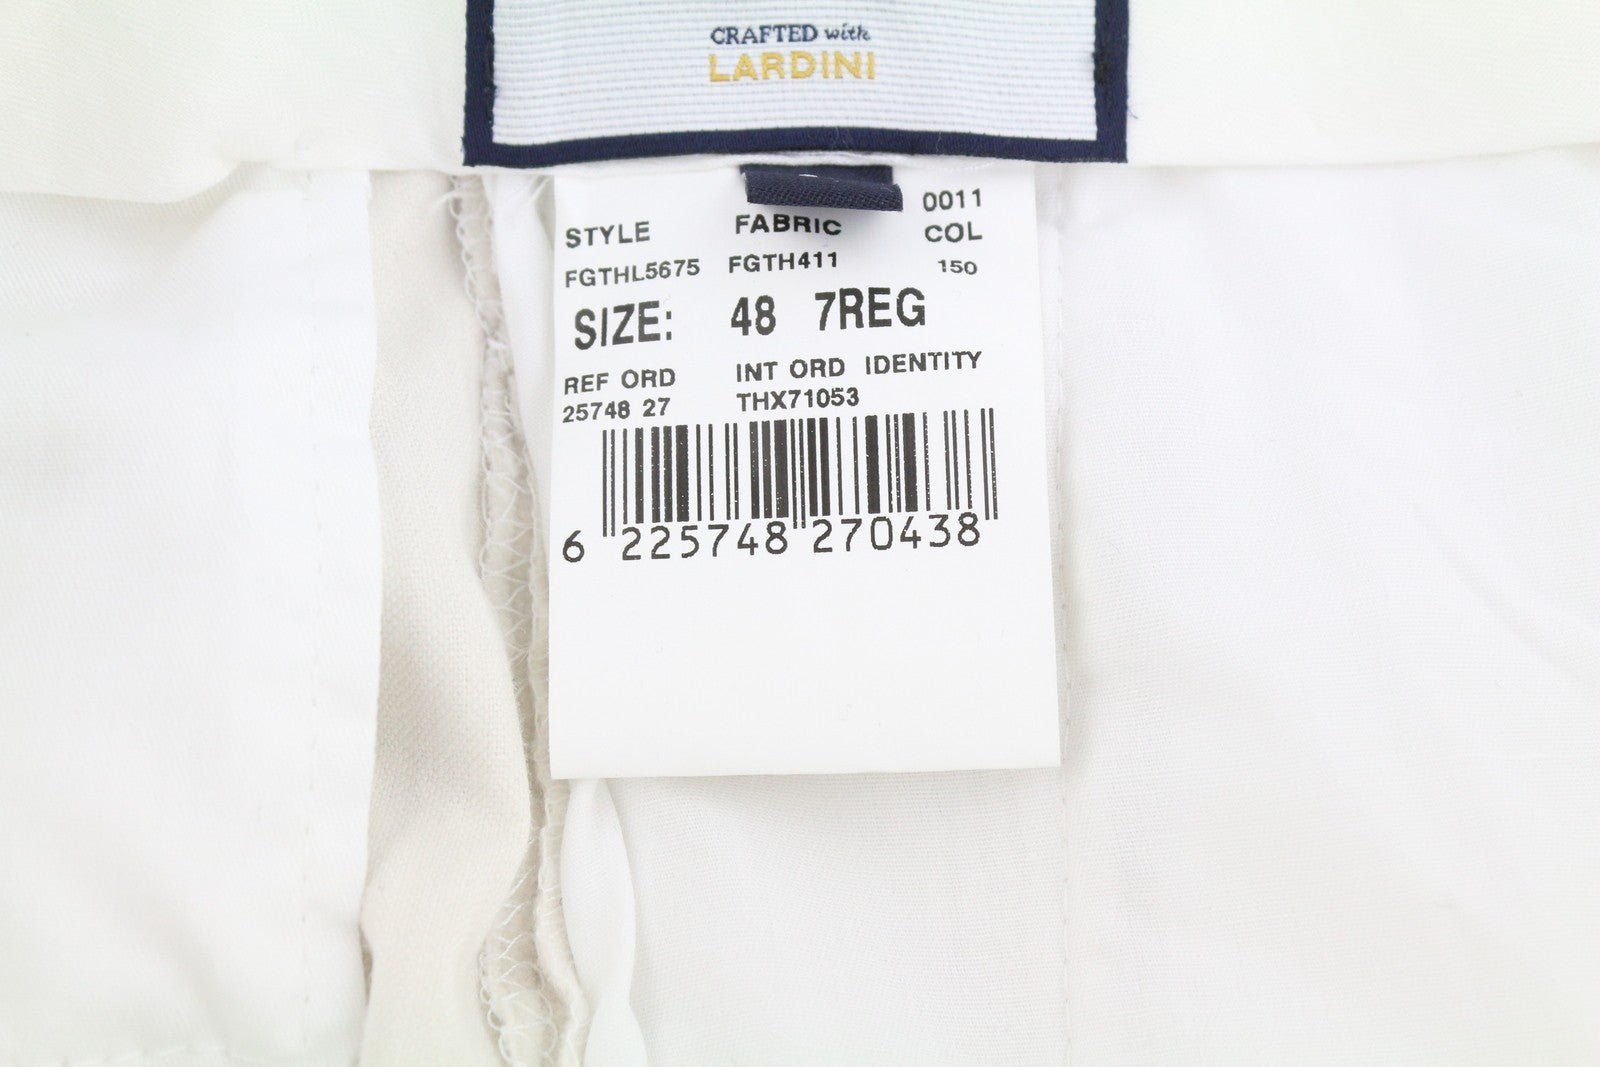 CRAFTED with
LARDINI
0011
STYLE FABRIC COL
FGTHL5675 FGTH411 150
SIZE: 48 7REG
REF ORD INT ORD IDENTITY
25748 27 THX71053
6 225748 270438